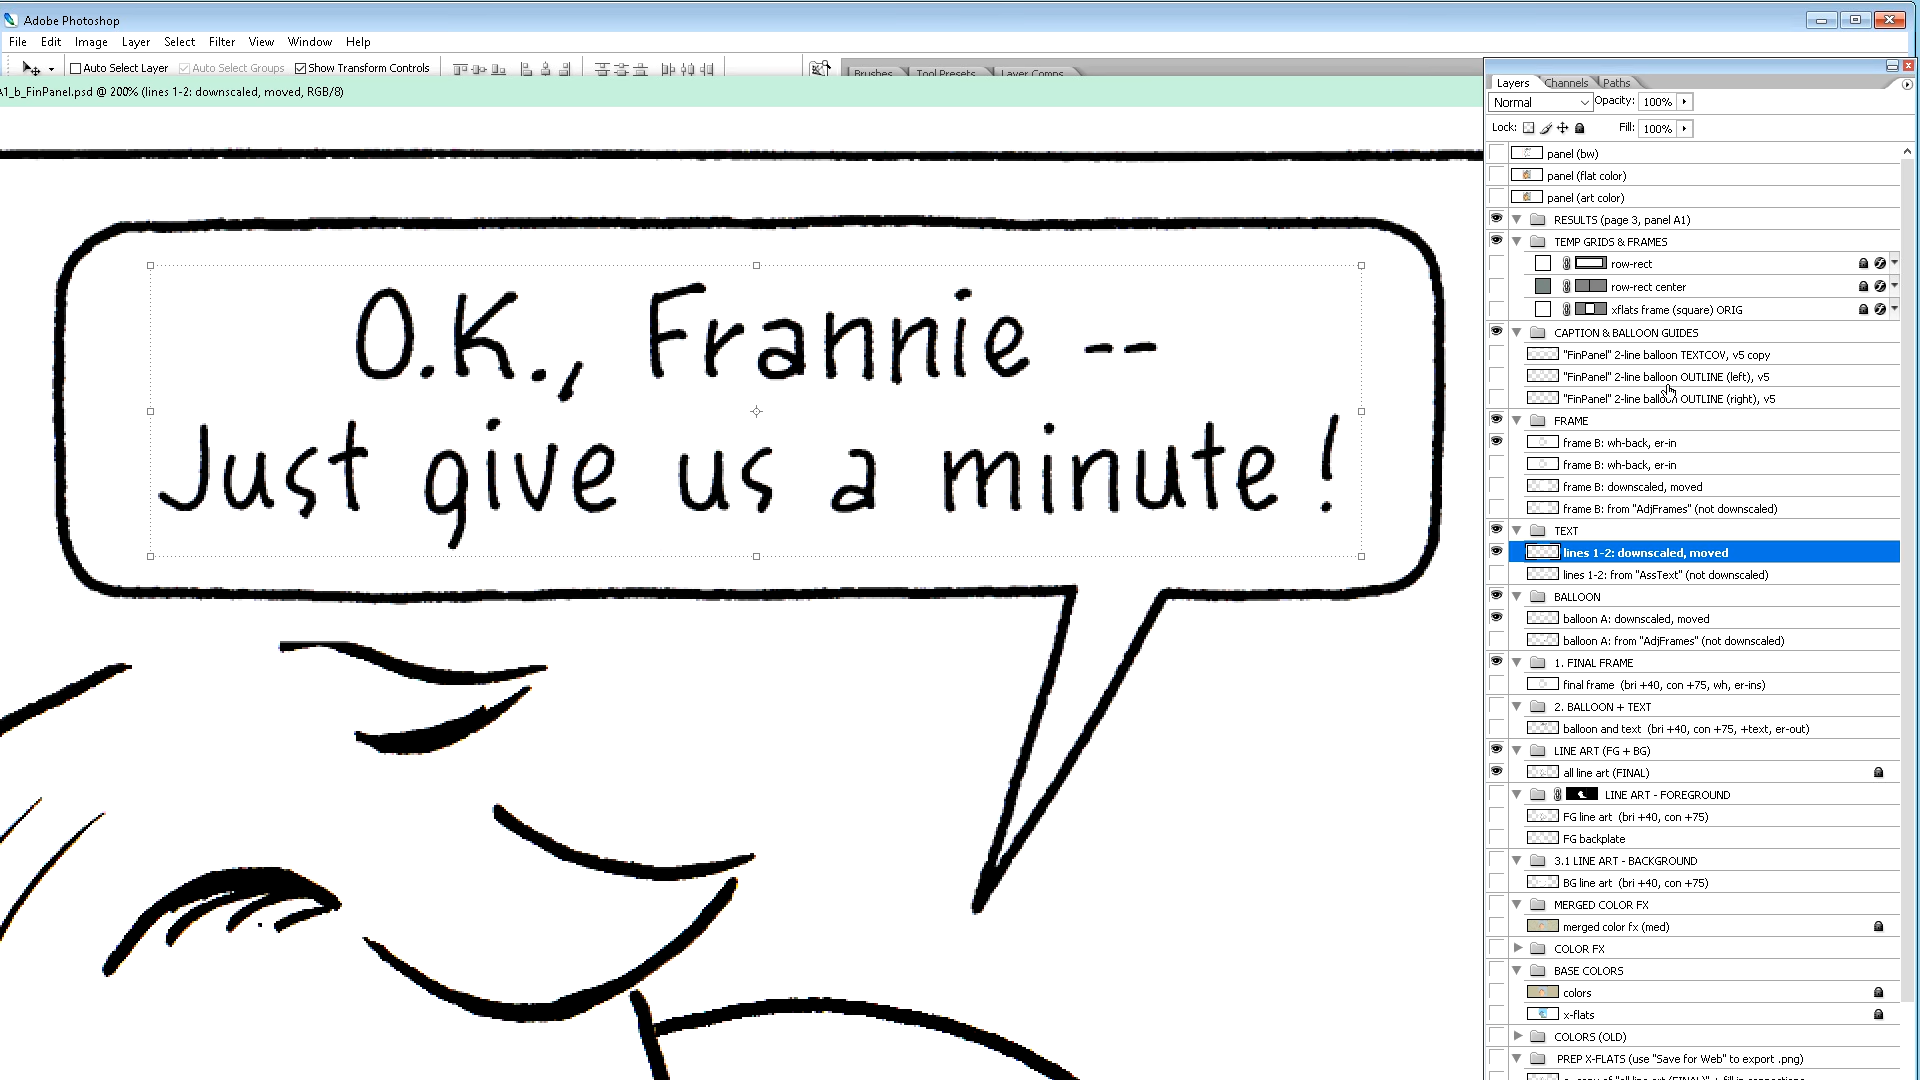 Adobe Photoshop
File Edit Image Layer Select Filter View Window Help
Auto Select Layer Auto Select Groups Show Transform Controls
Brushes Tool Presets Layer Comps
A1_b_FinPanel.psd @ 200% (lines 1-2: downscaled, moved, RGB/8)
O.K., Frannie --
Just give us a minute !
Layers Channels Paths
Normal Opacity: 100%
Lock: Fill: 100%
panel (bw)
panel (flat color)
panel (art color)
RESULTS (page 3, panel A1)
TEMP GRIDS & FRAMES
row-rect
row-rect center
xflats frame (square) ORIG
CAPTION & BALLOON GUIDES
"FinPanel" 2-line balloon TEXTCOV, v5 copy
"FinPanel" 2-line balloon OUTLINE (left), v5
"FinPanel" 2-line balloon OUTLINE (right), v5
FRAME
frame B: wh-back, er-in
frame B: wh-back, er-in
frame B: downscaled, moved
frame B: from "AdjFrames" (not downscaled)
TEXT
lines 1-2: downscaled, moved
lines 1-2: from "AssText" (not downscaled)
BALLOON
balloon A: downscaled, moved
balloon A: from "AdjFrames" (not downscaled)
1. FINAL FRAME
final frame (bri +40, con +75, wh, er-ins)
2. BALLOON + TEXT
balloon and text (bri +40, con +75, +text, er-out)
LINE ART (FG + BG)
all line art (FINAL)
LINE ART - FOREGROUND
FG line art (bri +40, con +75)
FG backplate
3.1 LINE ART - BACKGROUND
BG line art (bri +40, con +75)
MERGED COLOR FX
merged color fx (med)
COLOR FX
BASE COLORS
colors
x-flats
COLORS (OLD)
PREP X-FLATS (use "Save for Web" to export .png)